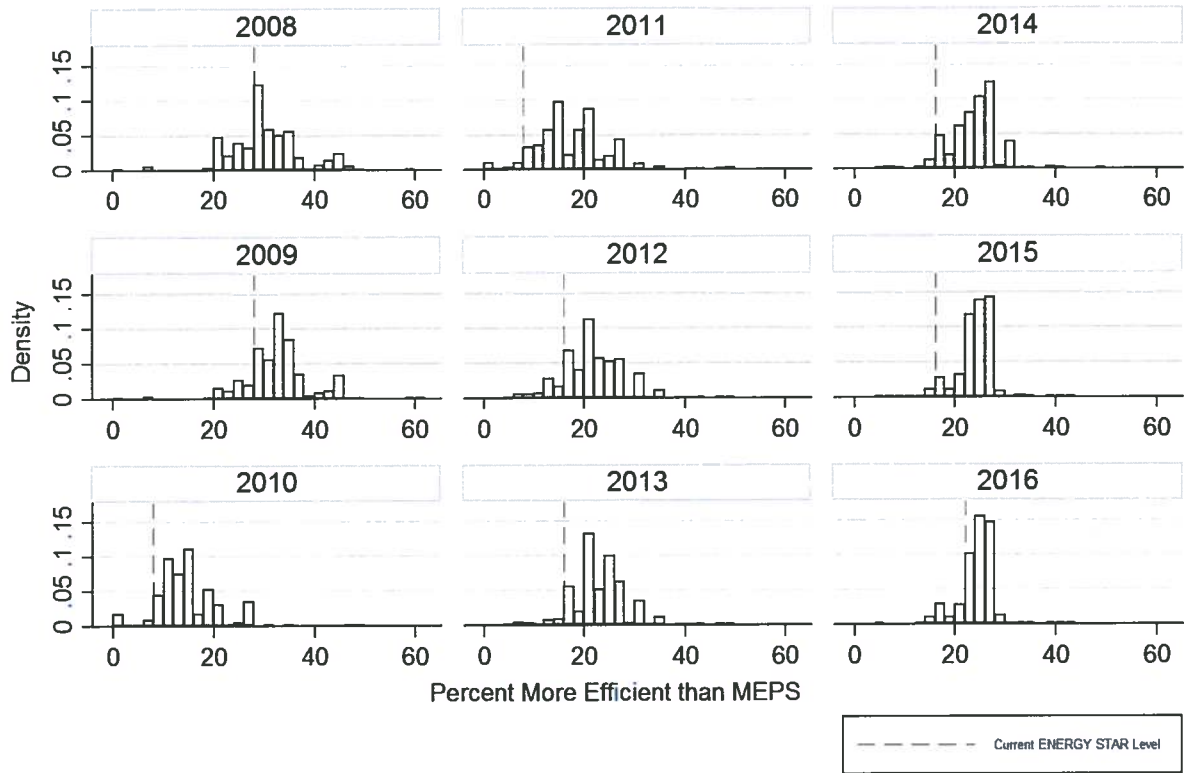 2008 2011 2014
0 .05 .1 .15
0 20 40 60 0 20 40 60 0 20 40 60
2009 2012 2015
Density
0 .05 .1 .15
0 20 40 60 0 20 40 60 0 20 40 60
2010 2013 2016
0 .05 .1 .15
0 20 40 60 0 20 40 60 0 20 40 60
Percent More Efficient than MEPS
Current ENERGY STAR Level